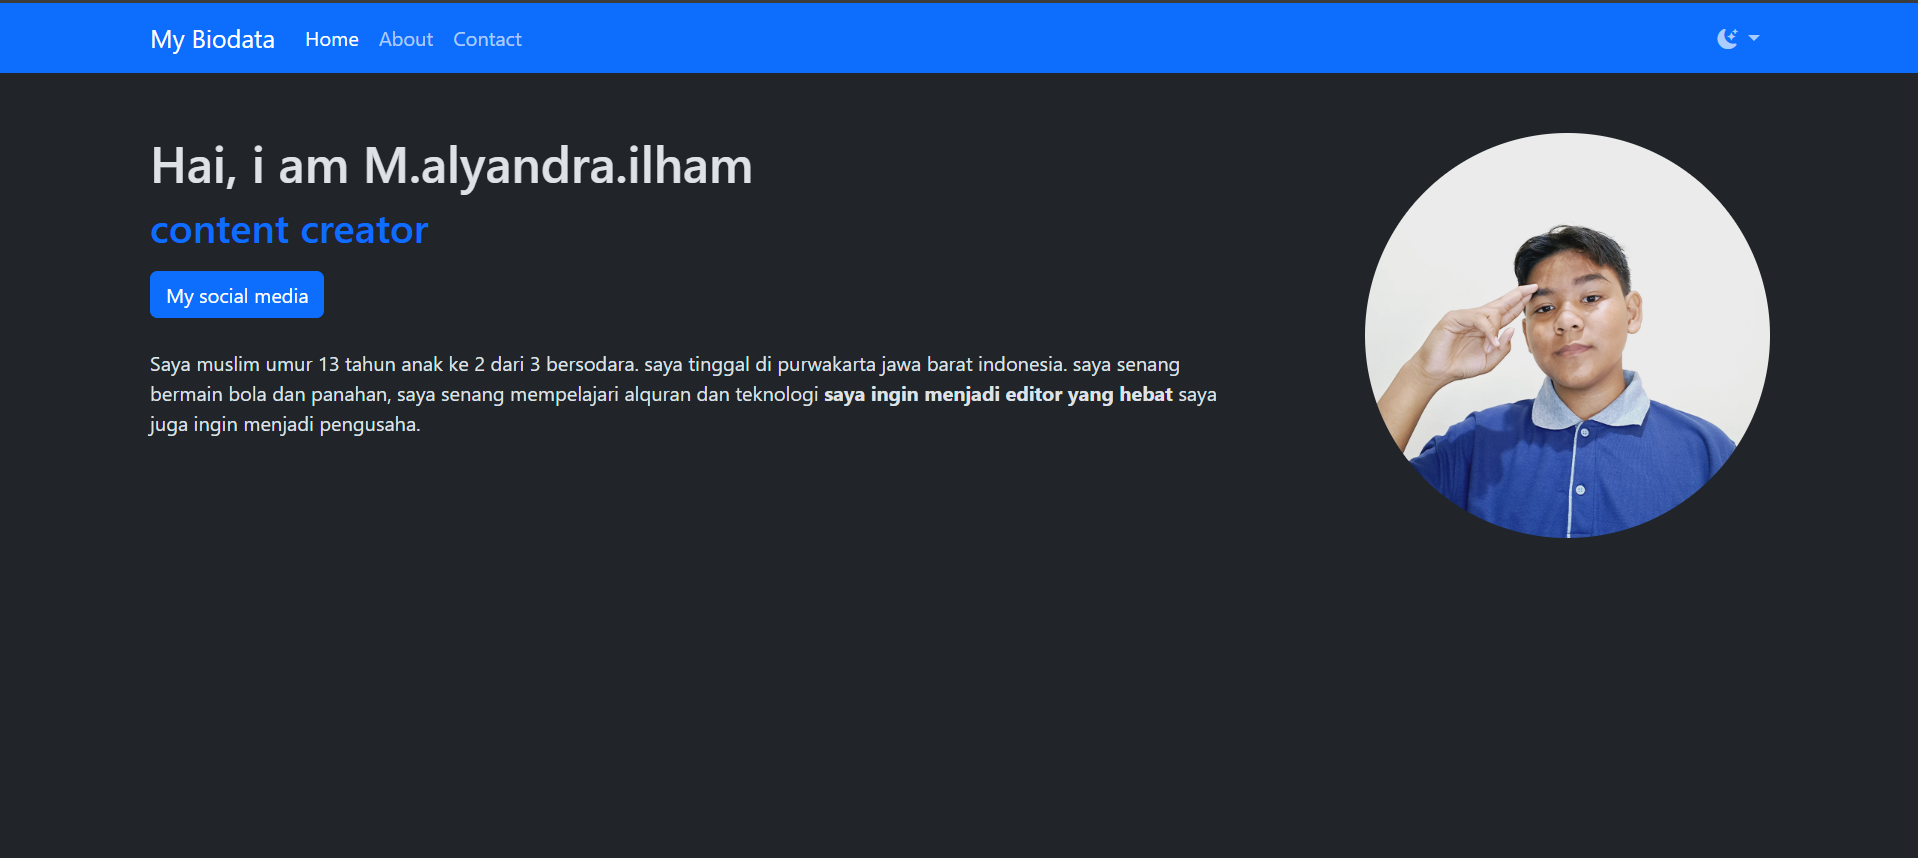 My Biodata Home About Contact
Hai, i am M.alyandra.ilham
content creator
My social media
Saya muslim umur 13 tahun anak ke 2 dari 3 bersodara. saya tinggal di purwakarta jawa barat indonesia. saya senang
bermain bola dan panahan, saya senang mempelajari alquran dan teknologi saya ingin menjadi editor yang hebat saya
juga ingin menjadi pengusaha.